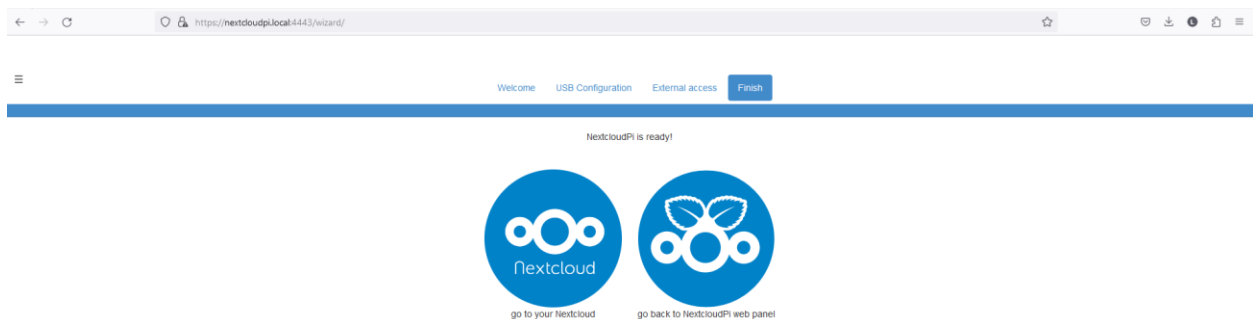 https://nextcloudpi.local:4443/wizard/
Welcome USB Configuration External access Finish
NextcloudPi is ready!
Nextcloud
go to your Nextcloud go back to NextcloudPi web panel